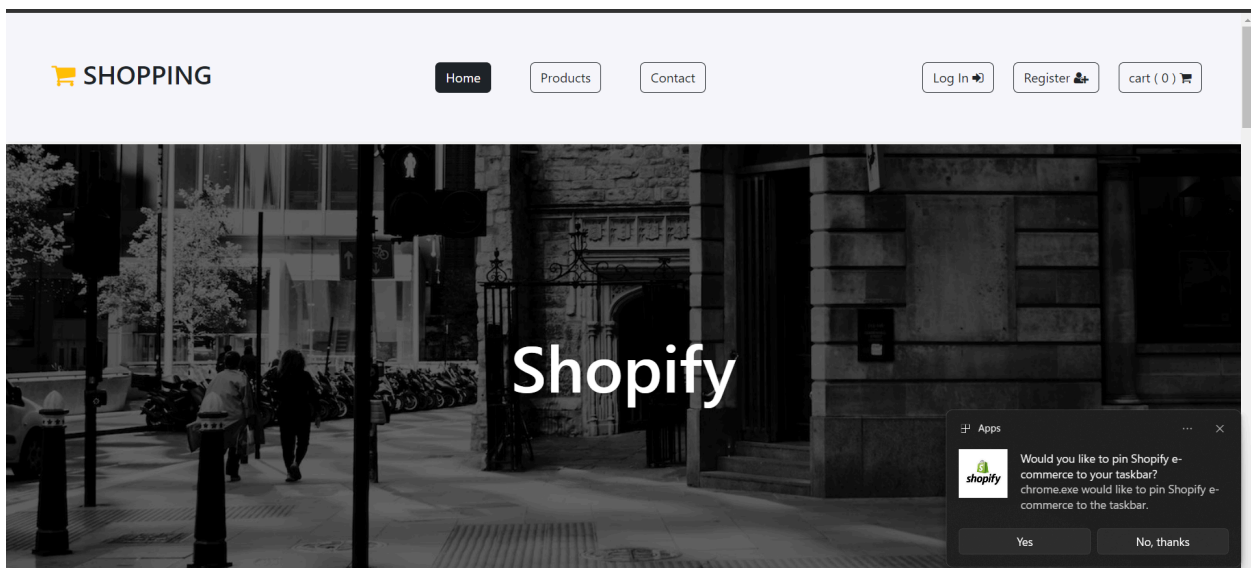 SHOPPING
Home
Products
Contact
Log In
Register
cart ( 0 )
Shopify
Apps
shopify
Would you like to pin Shopify e-
commerce to your taskbar?
chrome.exe would like to pin Shopify e-
commerce to the taskbar.
Yes
No, thanks